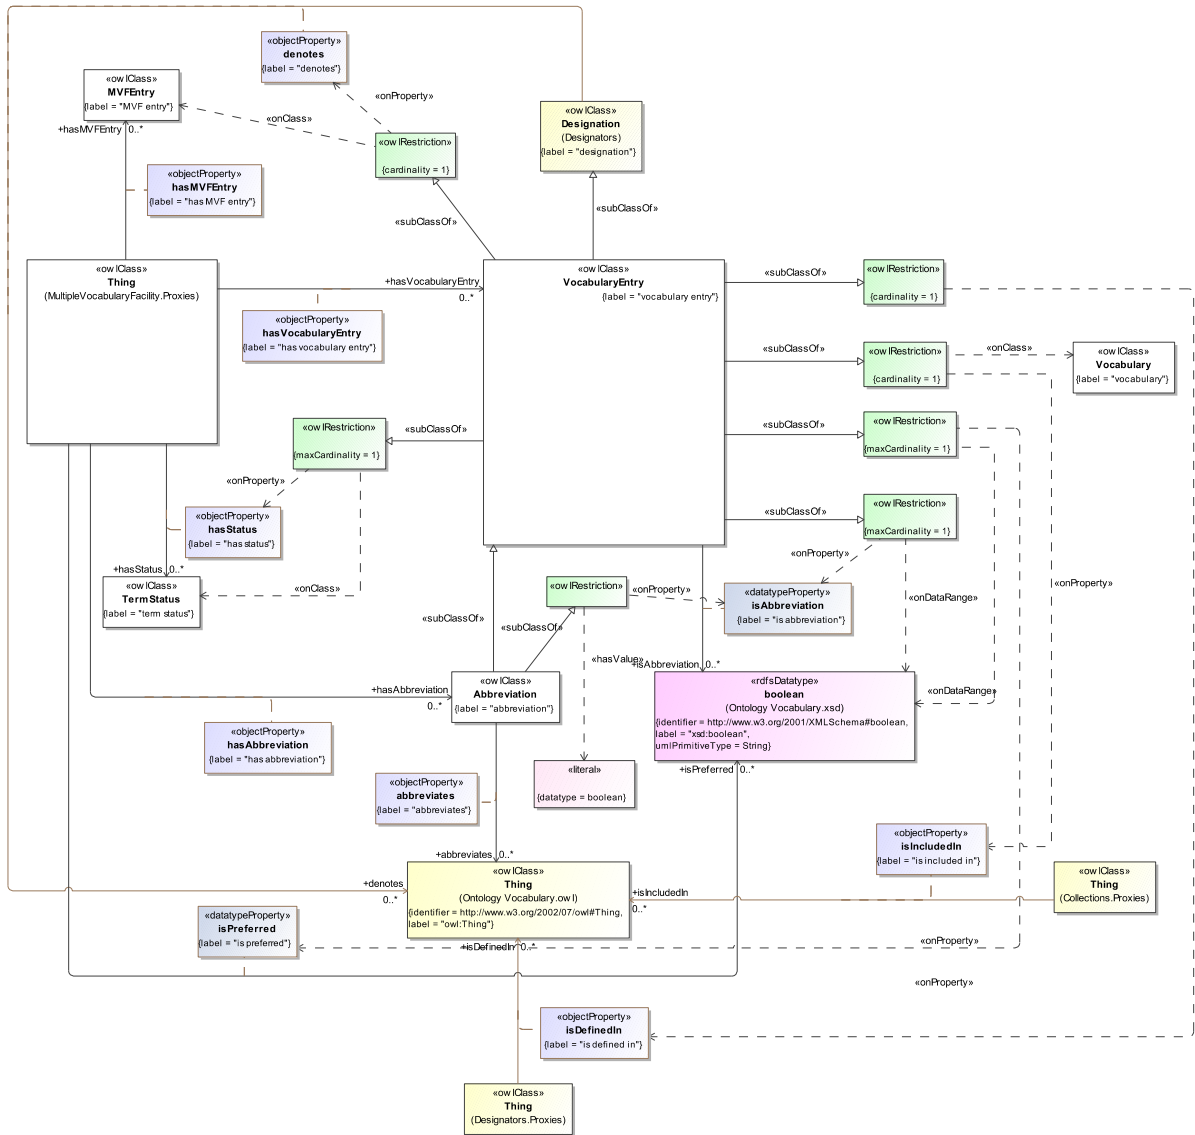 «objectProperty»
denotes
{label = "denotes"}
«owlClass»
MVFEntry
{label = "MVF entry"}
+hasMVFEntry
0..*
«onProperty»
«onClass»
«owlRestriction»
{cardinality = 1}
«owlClass»
Designation
(Designators)
{label = "designation"}
«objectProperty»
hasMVFEntry
{label = "has MVF entry"}
«subClassOf»
«subClassOf»
«owlClass»
Thing
(MultipleVocabularyFacility.Proxies)
+hasVocabularyEntry
0..*
«objectProperty»
hasVocabularyEntry
{label = "has vocabulary entry"}
«owlClass»
VocabularyEntry
{label = "vocabulary entry"}
«subClassOf»
«owlRestriction»
{cardinality = 1}
«subClassOf»
«owlRestriction»
{cardinality = 1}
«onClass»
«owlClass»
Vocabulary
{label = "vocabulary"}
«subClassOf»
«owlRestriction»
{maxCardinality = 1}
«subClassOf»
«owlRestriction»
{maxCardinality = 1}
«owlRestriction»
{maxCardinality = 1}
«subClassOf»
«onProperty»
«objectProperty»
hasStatus
{label = "has status"}
+hasStatus
0..*
«owlClass»
TermStatus
{label = "term status"}
«onClass»
«onProperty»
«owlRestriction»
«onProperty»
«datatypeProperty»
isAbbreviation
{label = "is abbreviation"}
«onDataRange»
«onProperty»
«subClassOf»
«subClassOf»
«hasValue»
+isAbbreviation
0..*
+hasAbbreviation
0..*
«owlClass»
Abbreviation
{label = "abbreviation"}
«rdfsDatatype»
boolean
(Ontology Vocabulary.xsd)
{identifier = http://www.w3.org/2001/XMLSchema#boolean,
label = "xsd:boolean",
umlPrimitiveType = String}
«onDataRange»
«objectProperty»
hasAbbreviation
{label = "has abbreviation"}
«literal»
{datatype = boolean}
+isPreferred
0..*
«objectProperty»
abbreviates
{label = "abbreviates"}
«objectProperty»
isIncludedIn
{label = "is included in"}
+abbreviates
0..*
+denotes
0..*
«owlClass»
Thing
(Ontology Vocabulary.owl)
{identifier = http://www.w3.org/2002/07/owl#Thing,
label = "owl:Thing"}
+isIncludedIn
0..*
«owlClass»
Thing
(Collections.Proxies)
«datatypeProperty»
isPreferred
{label = "is preferred"}
+isDefinedIn
0..*
«onProperty»
«onProperty»
«objectProperty»
isDefinedIn
{label = "is defined in"}
«owlClass»
Thing
(Designators.Proxies)